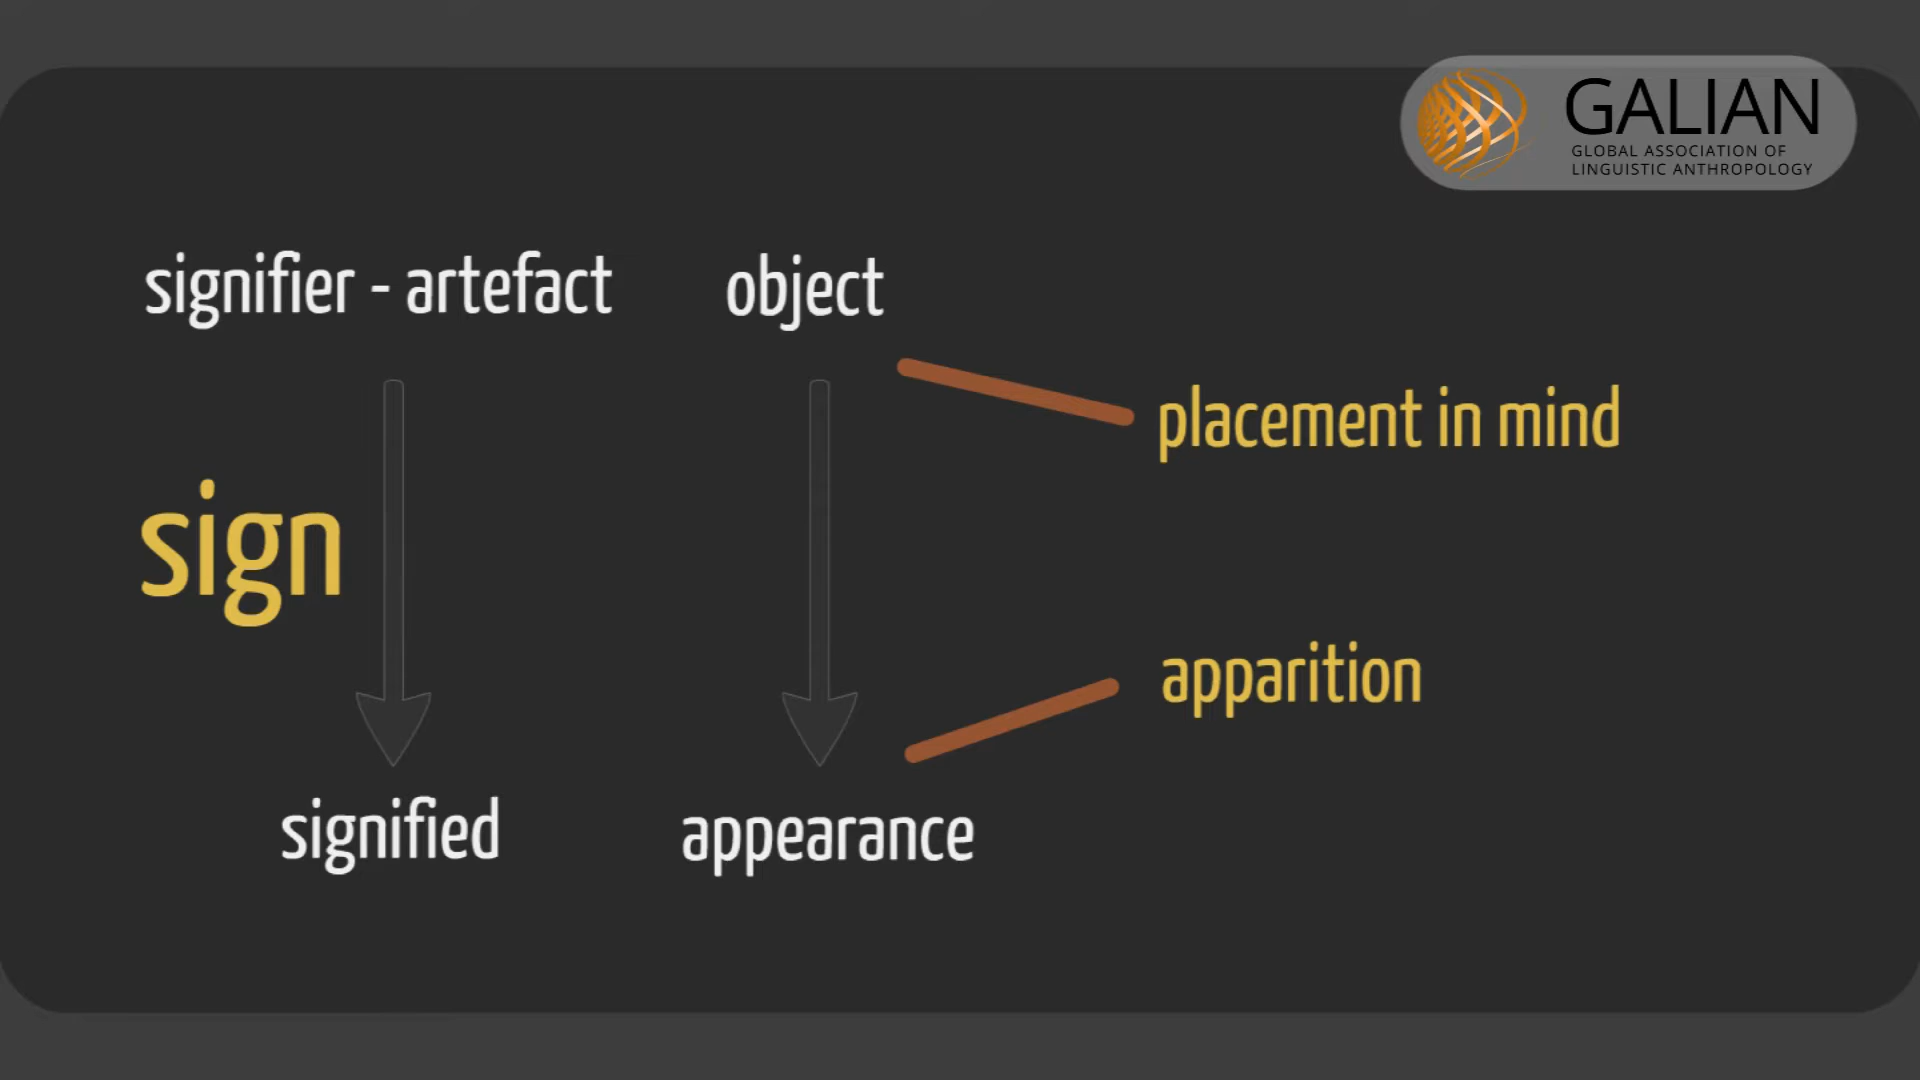 GALIAN
GLOBAL ASSOCIATION OF
LINGUISTIC ANTHROPOLOGY
signifier - artefact
object
placement in mind
sign
apparition
signified
appearance